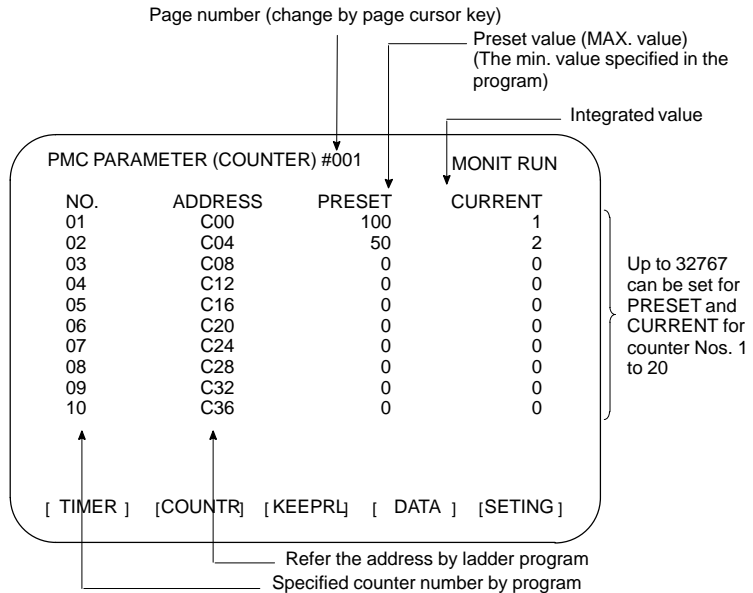 Page number (change by page cursor key)
Preset value (MAX. value)
(The min. value specified in the
program)
Integrated value
PMC PARAMETER (COUNTER) #001 MONIT RUN
NO. ADDRESS PRESET CURRENT
01 C00 100 1
02 C04 50 2
03 C08 0 0
04 C12 0 0
05 C16 0 0
06 C20 0 0
07 C24 0 0
08 C28 0 0
09 C32 0 0
10 C36 0 0
Up to 32767
can be set for
PRESET and
CURRENT for
counter Nos. 1
to 20
[ TIMER ] [COUNTR] [KEEPRL] [ DATA ] [SETING]
Refer the address by ladder program
Specified counter number by program